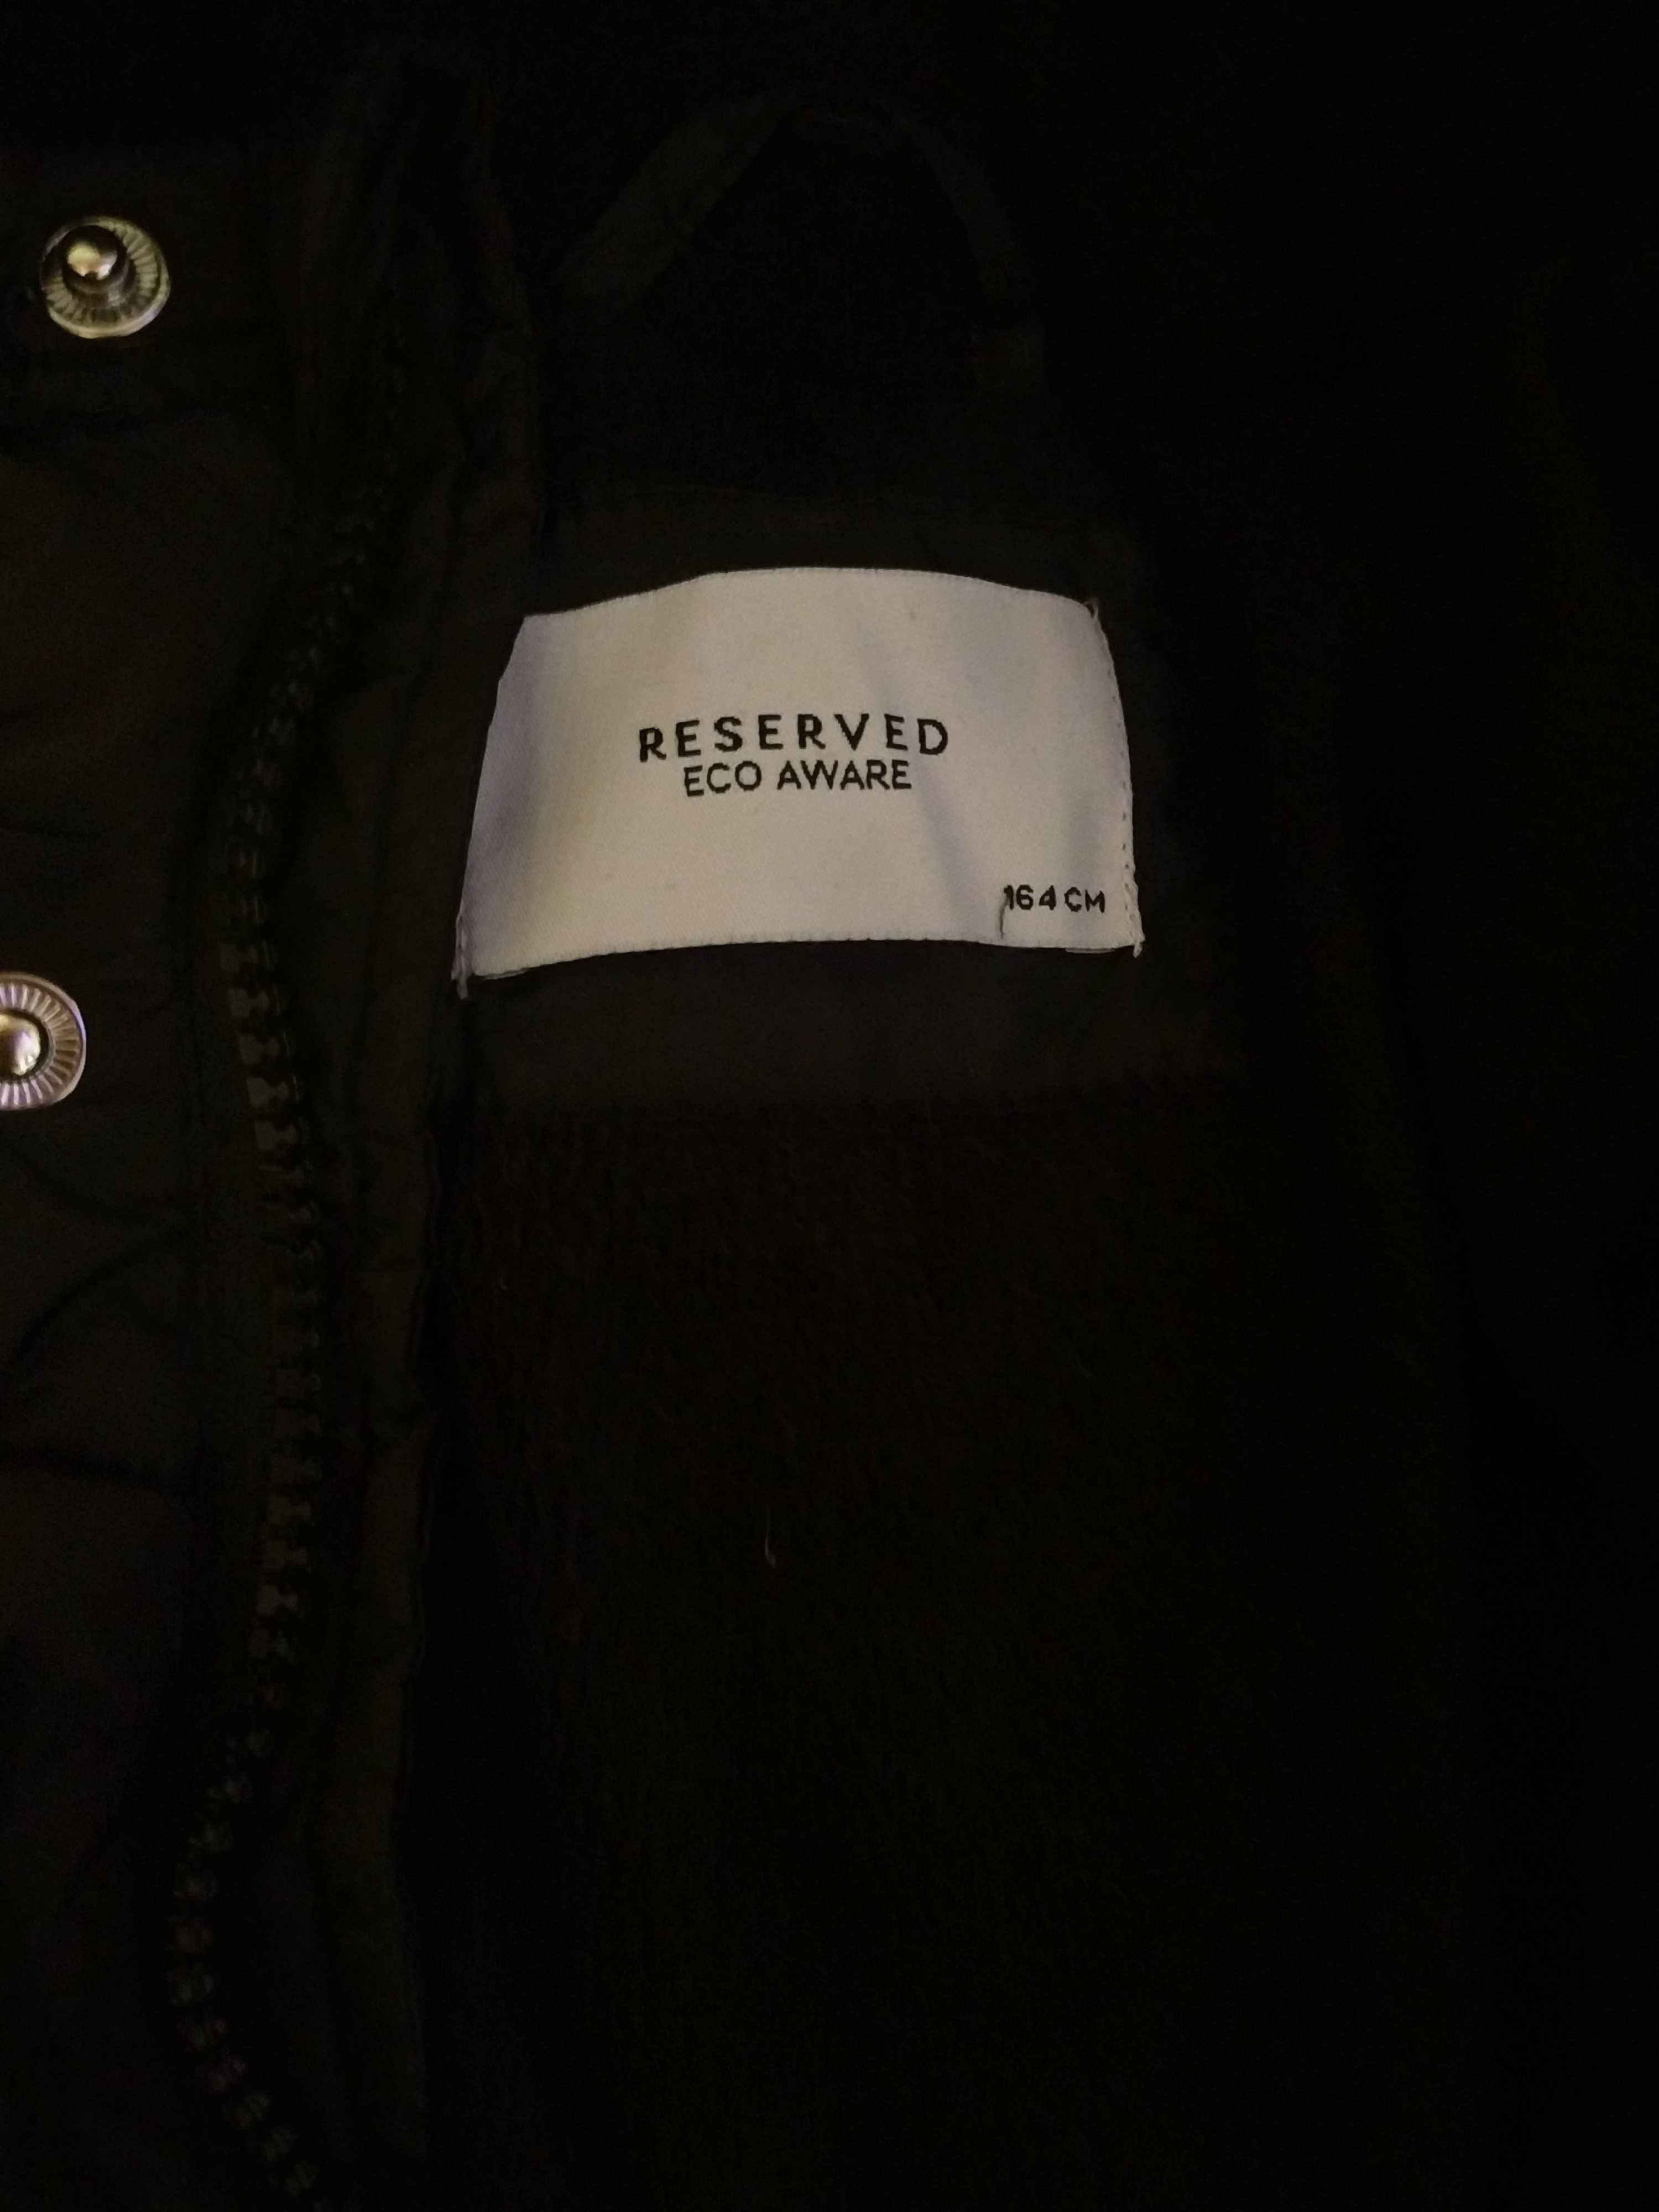 RESERVED
ECO AWARE
164 CM